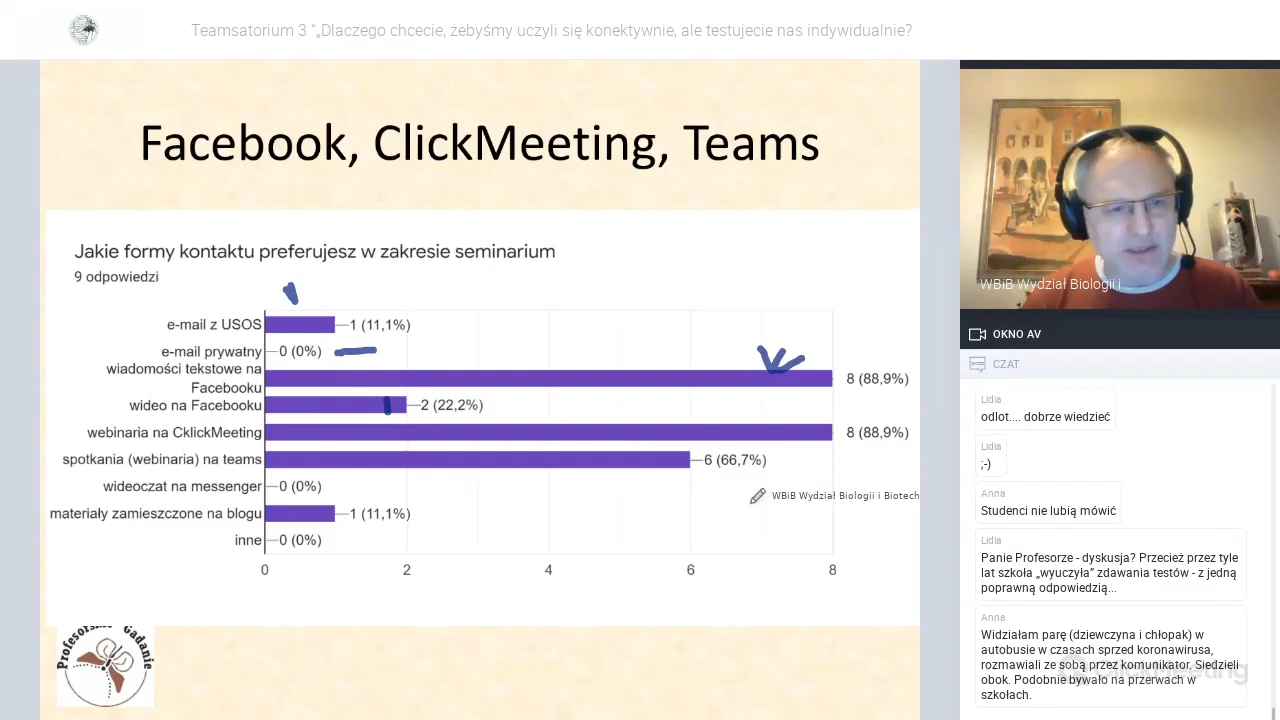 Teamsatorium 3 "„Dlaczego chcecie, żebyśmy uczyli się konektywnie, ale testujecie nas indywidualnie?
Facebook, ClickMeeting, Teams
Jakie formy kontaktu preferujesz w zakresie seminarium
9 odpowiedzi
e-mail z USOS 1 (11,1%)
e-mail prywatny 0 (0%)
wiadomości tekstowe na
Facebooku 8 (88,9%)
wideo na Facebooku 2 (22,2%)
webinaria na CklickMeeting 8 (88,9%)
spotkania (webinaria) na teams 6 (66,7%)
wideoczat na messenger 0 (0%)
materiały zamieszczone na blogu 1 (11,1%)
inne 0 (0%)
0 2 4 6 8
WBiB Wydział Biologii i Biotech
Profesorskie Gadanie
WBiB Wydział Biologii i ...
OKNO AV
CZAT
Lidia
odlot.... dobrze wiedzieć
Lidia
;-)
Anna
Studenci nie lubią mówić
Lidia
Panie Profesorze - dyskusja? Przecież przez tyle
lat szkoła „wyuczyła” zdawania testów - z jedną
poprawną odpowiedzią...
Anna
Widziałam parę (dziewczyna i chłopak) w
autobusie w czasach sprzed koronawirusa,
rozmawiali ze sobą przez komunikator. Siedzieli
obok. Podobnie bywało na przerwach w
szkołach.
clickmeeting